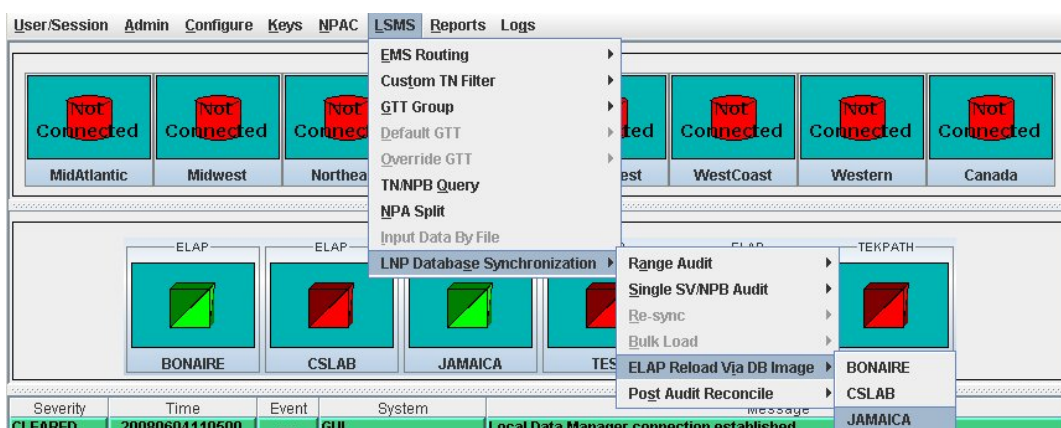 User/Session Admin Configure Keys NPAC LSMS Reports Logs
EMS Routing
Custom TN Filter
GTT Group
Default GTT
Override GTT
TN/NPB Query
NPA Split
Input Data By File
LNP Database Synchronization
Not Connected
Not Connected
Not
Not Connected
Not Connected
Not Connected
MidAtlantic Midwest WestCoast Western Canada
ELAP ELAP TEKPATH
Range Audit
Single SV/NPB Audit
Re-sync
Bulk Load
ELAP Reload Via DB Image
Post Audit Reconcile
BONAIRE
CSLAB
JAMAICA
BONAIRE CSLAB JAMAICA
Severity Time Event System Message
CLEARED 20080604110500 GUI Local Data Manager connection established